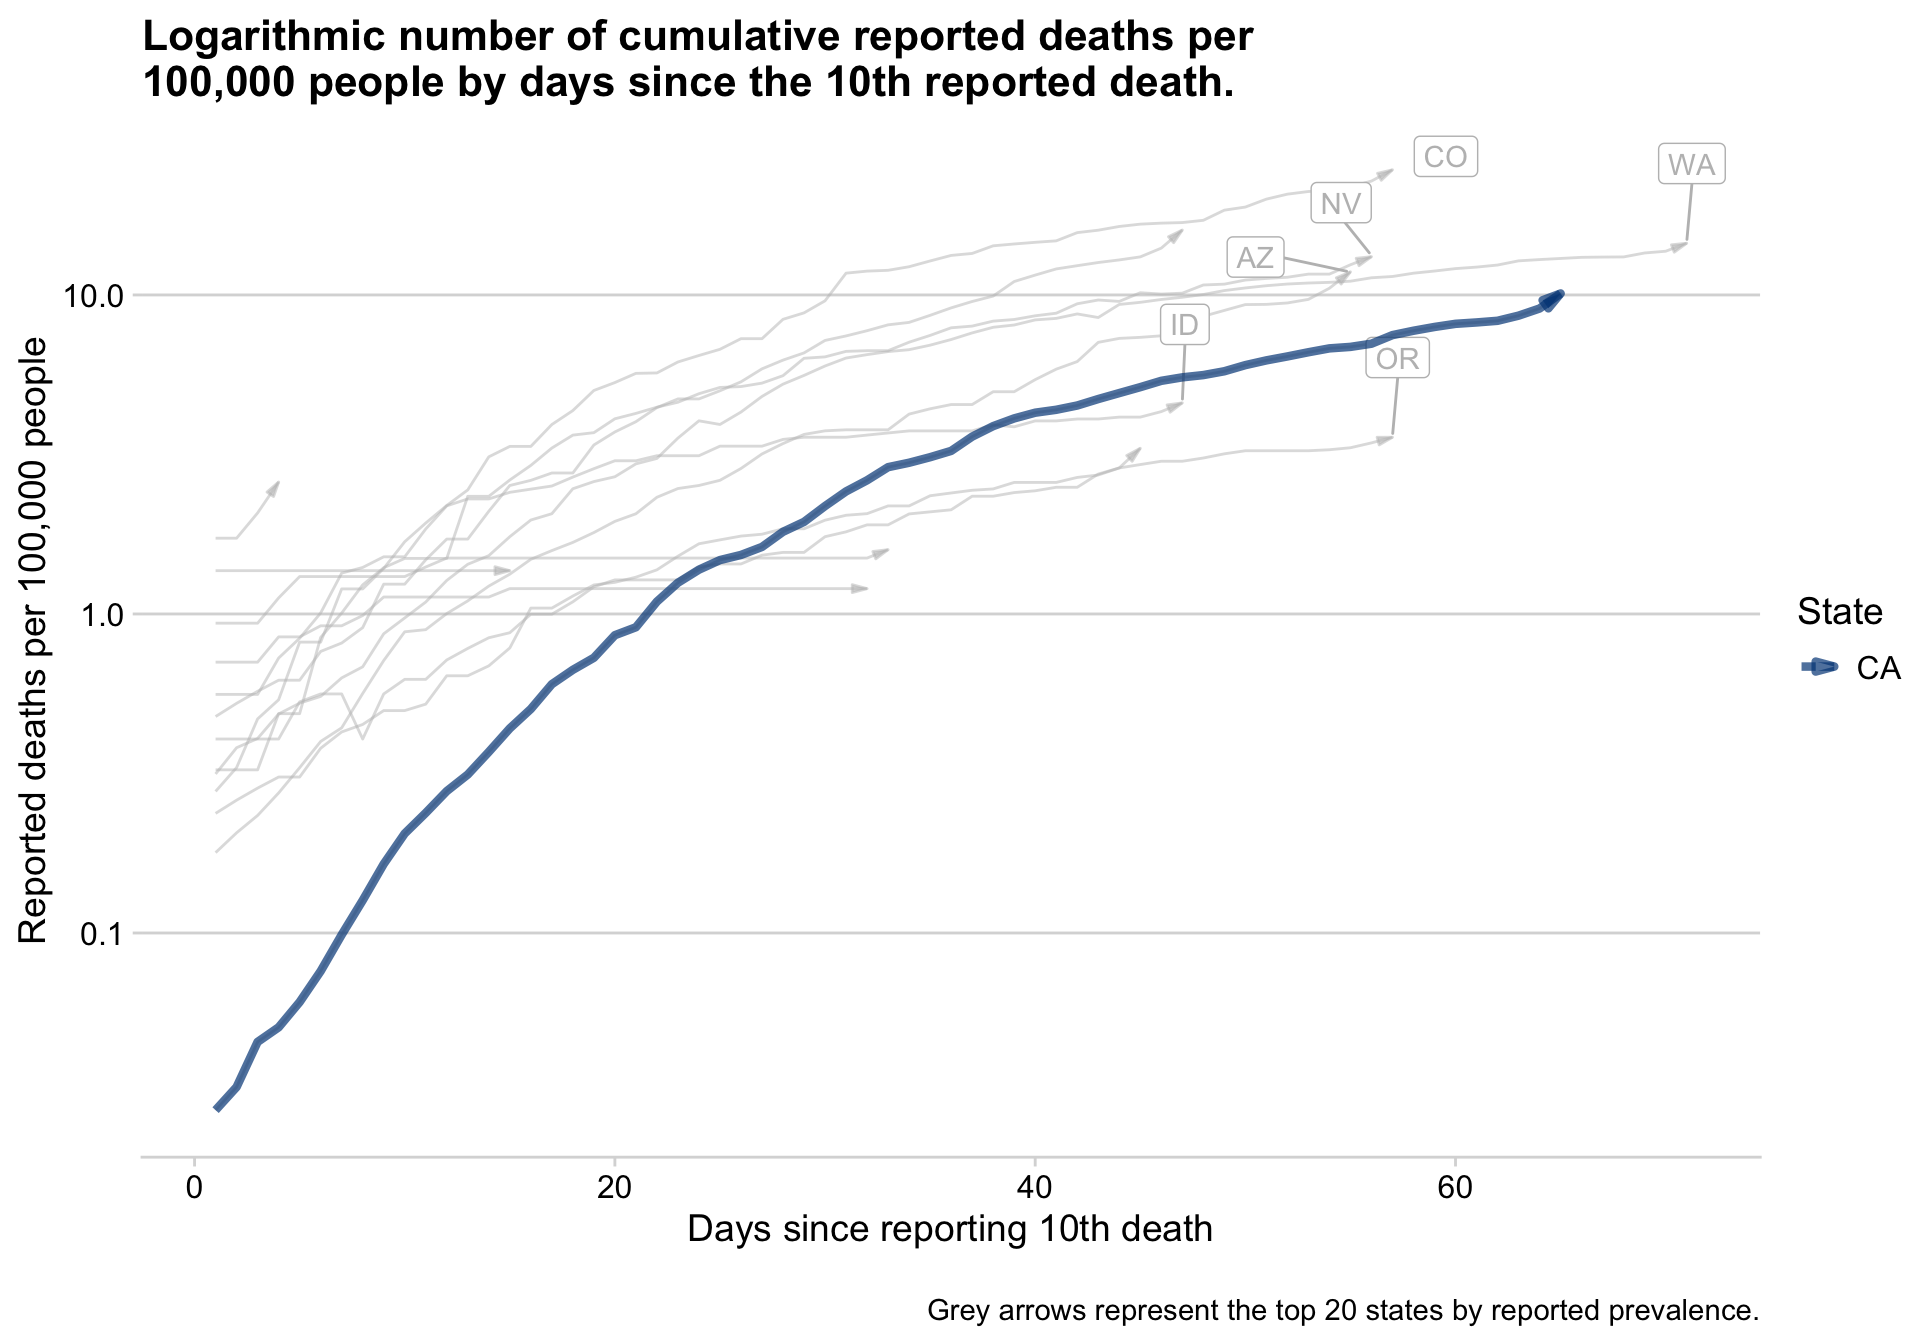 Logarithmic number of cumulative reported deaths per
100,000 people by days since the 10th reported death.
CO
WA
NV
AZ
ID
OR
10.0
1.0
0.1
Reported deaths per 100,000 people
State
CA
0 20 40 60
Days since reporting 10th death
Grey arrows represent the top 20 states by reported prevalence.